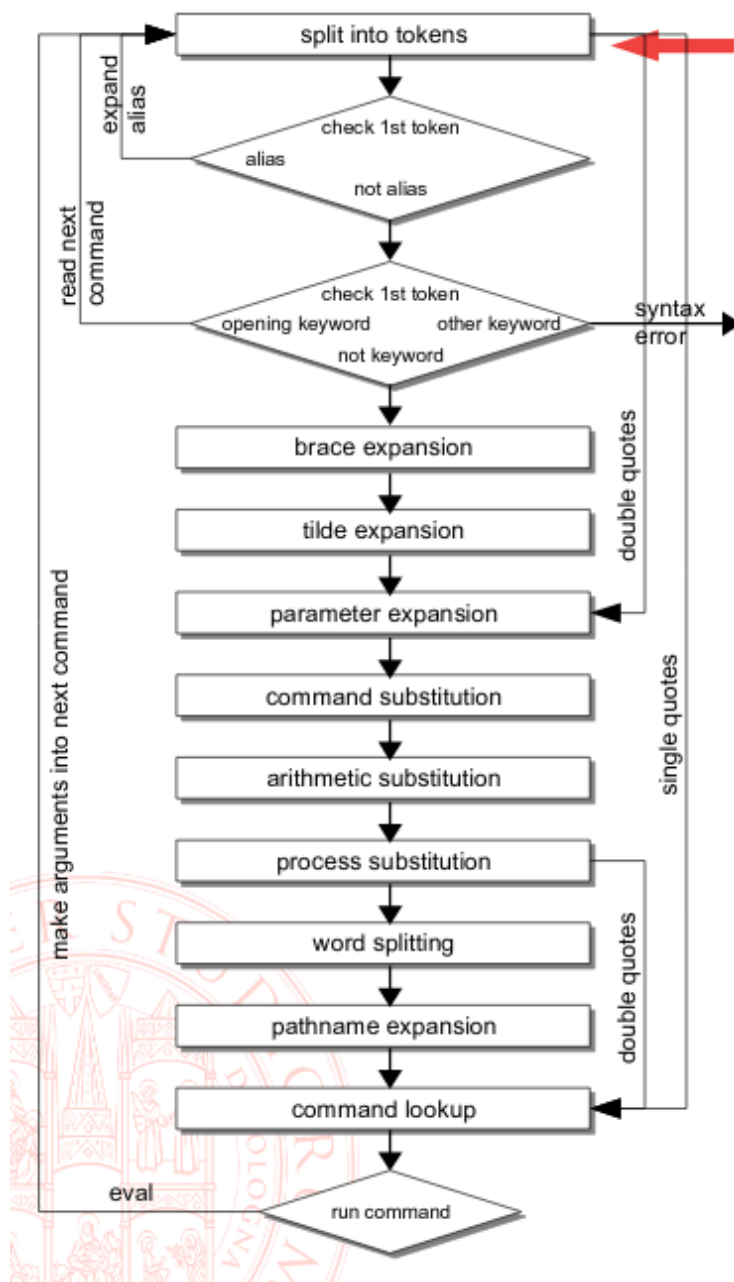 split into tokens
expand
alias
check 1st token
alias
not alias
read next
command
check 1st token
opening keyword
other keyword
not keyword
syntax
error
brace expansion
double quotes
tilde expansion
parameter expansion
make arguments into next command
command substitution
single quotes
arithmetic substitution
process substitution
word splitting
double quotes
pathname expansion
command lookup
eval
run command